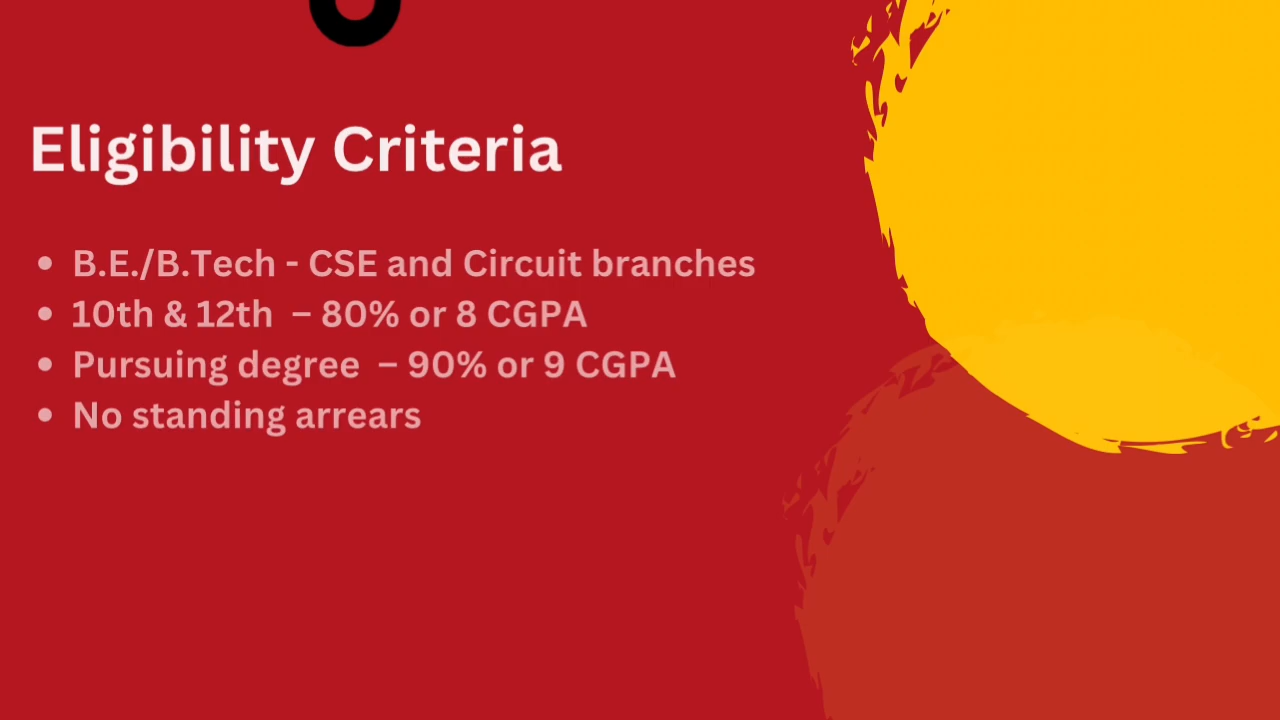 Eligibility Criteria
• B.E./B.Tech - CSE and Circuit branches
• 10th & 12th – 80% or 8 CGPA
• Pursuing degree – 90% or 9 CGPA
• No standing arrears